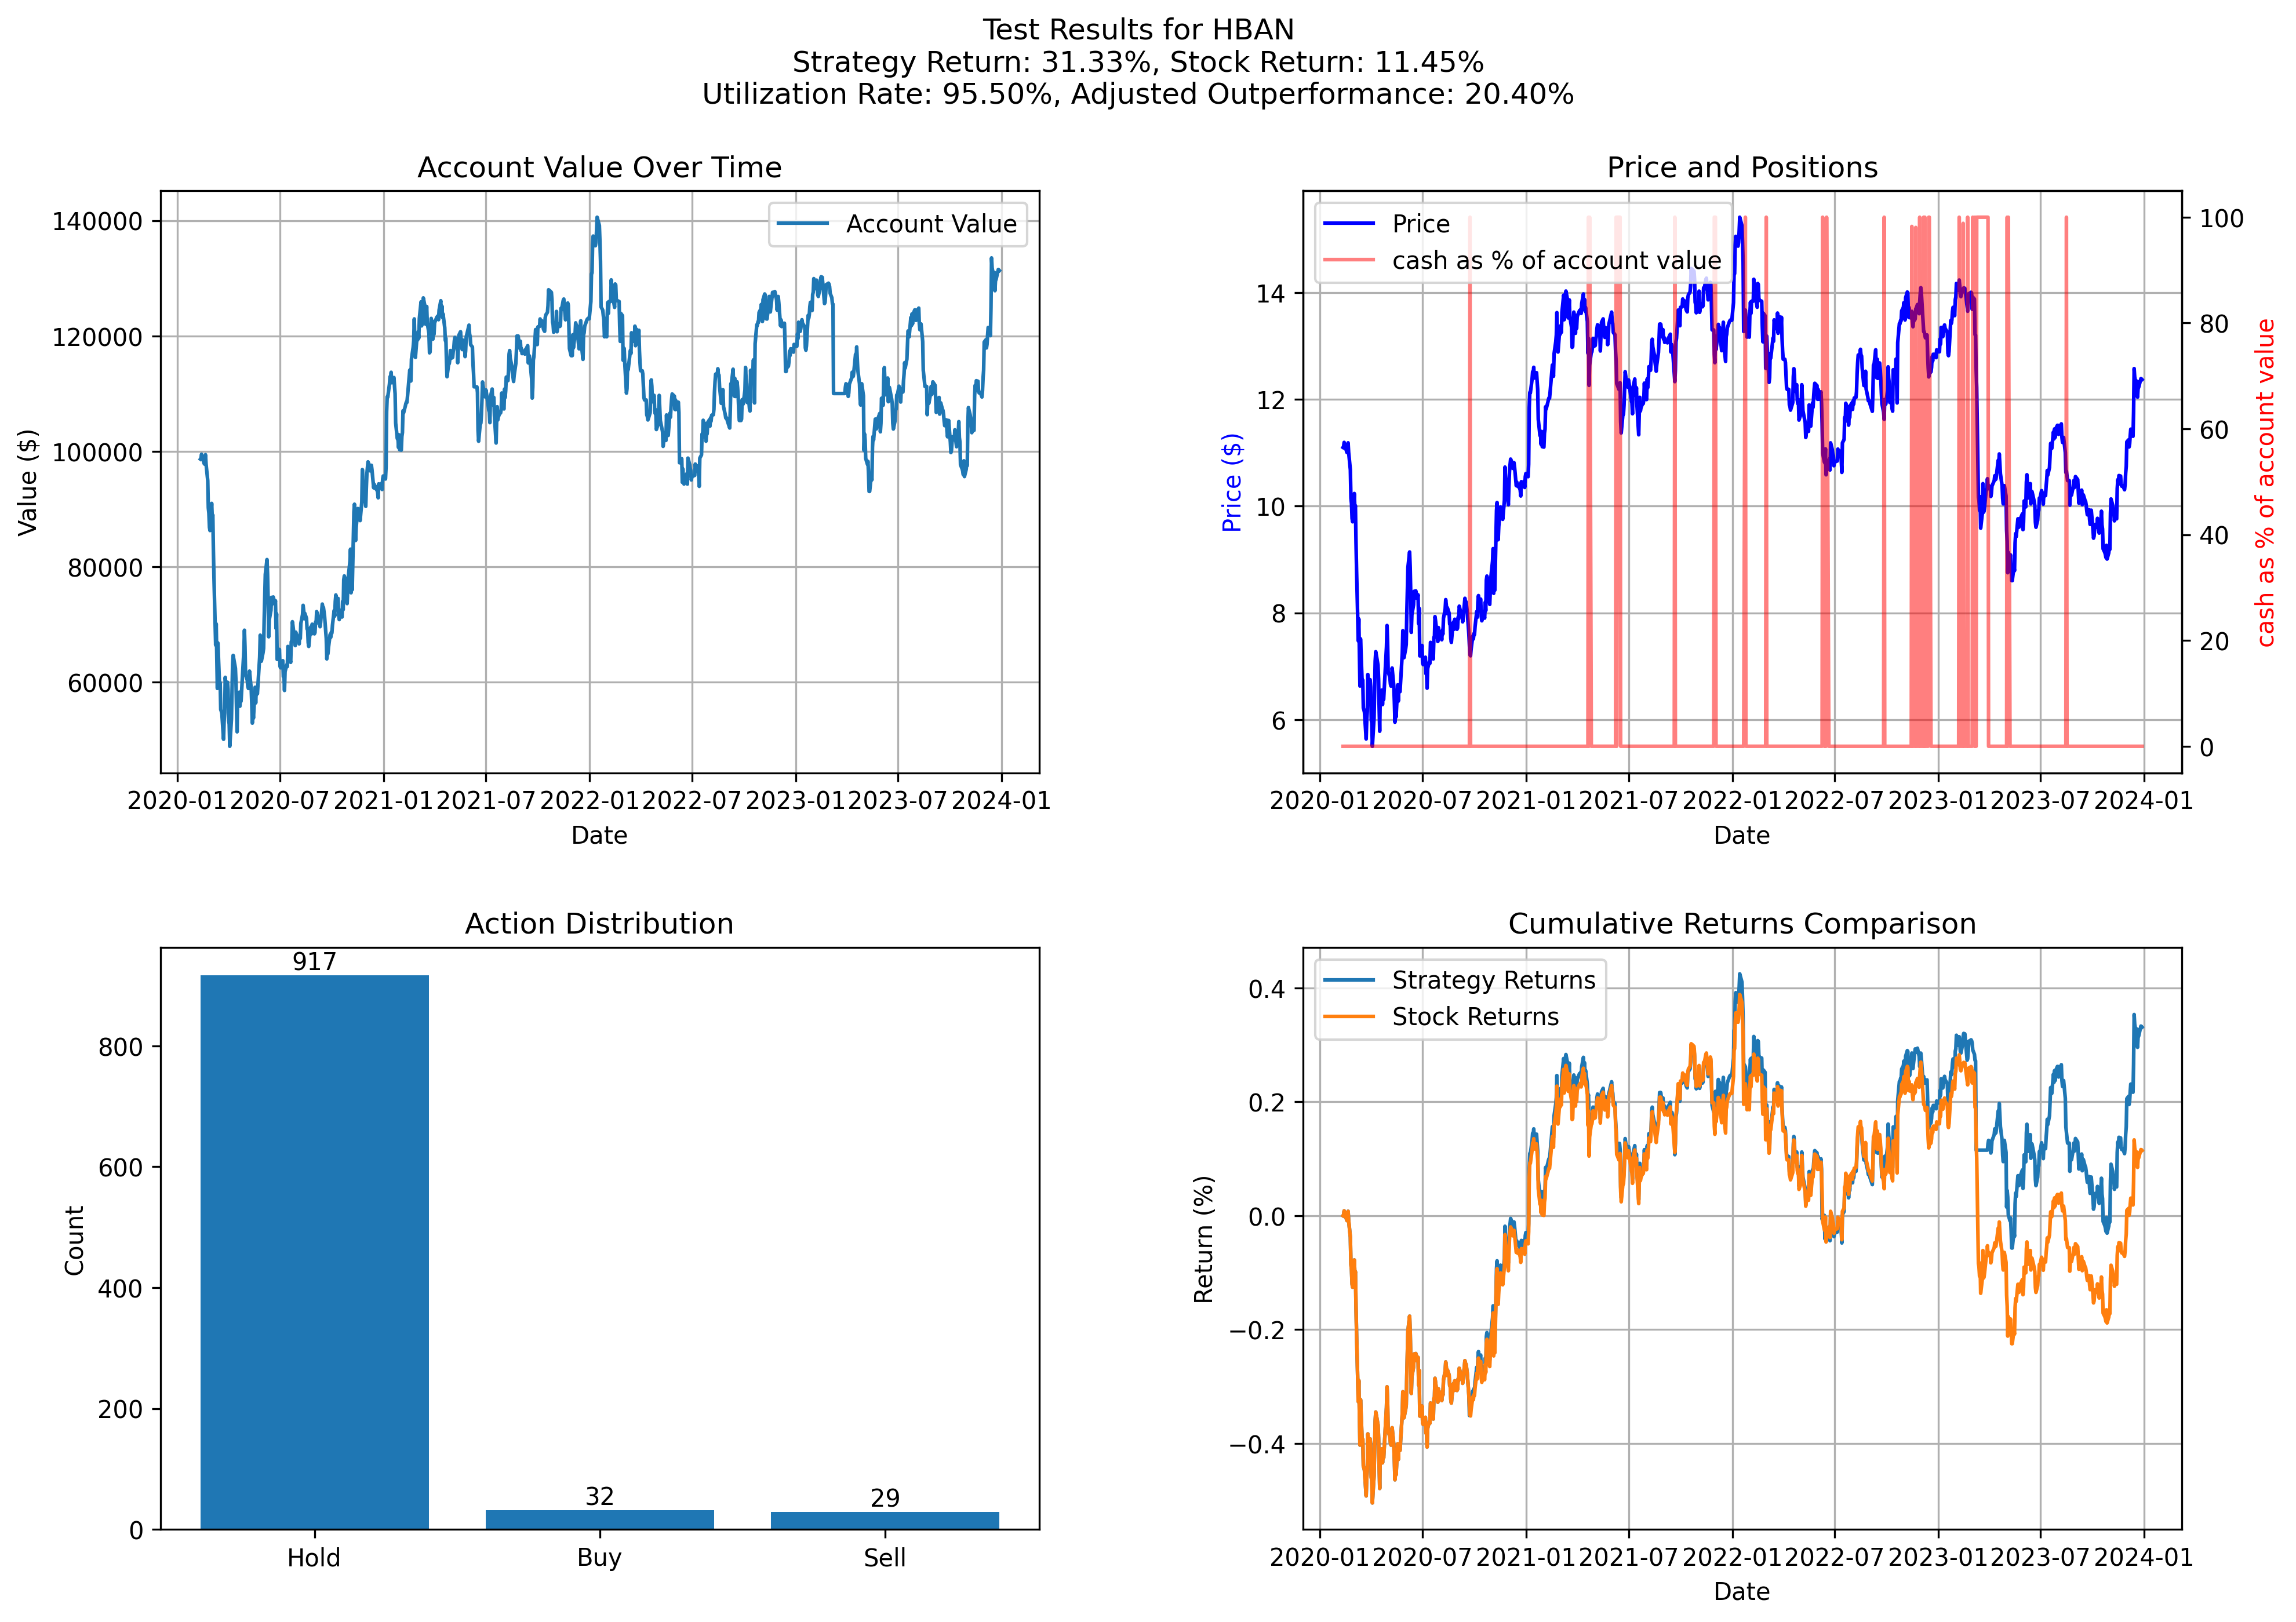 Test Results for HBAN
Strategy Return: 31.33%, Stock Return: 11.45%
Utilization Rate: 95.50%, Adjusted Outperformance: 20.40%
Account Value Over Time
Account Value
140000
120000
100000
80000
60000
Value ($)
2020-01 2020-07 2021-01 2021-07 2022-01 2022-07 2023-01 2023-07 2024-01
Date
Price and Positions
Price
cash as % of account value
14
12
10
8
6
Price ($)
100
80
60
40
20
0
cash as % of account value
2020-01 2020-07 2021-01 2021-07 2022-01 2022-07 2023-01 2023-07 2024-01
Date
Action Distribution
917
32
29
800
600
400
200
0
Count
Hold Buy Sell
Cumulative Returns Comparison
Strategy Returns
Stock Returns
0.4
0.2
0.0
−0.2
−0.4
Return (%)
2020-01 2020-07 2021-01 2021-07 2022-01 2022-07 2023-01 2023-07 2024-01
Date